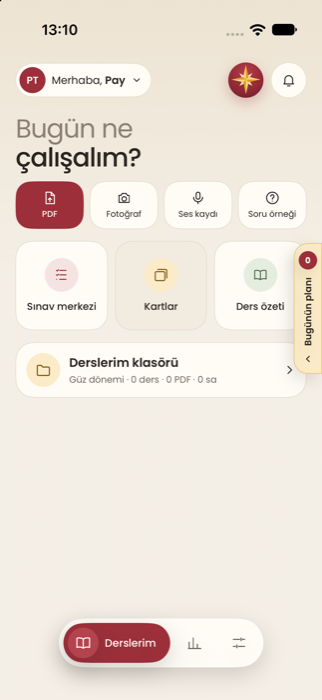 13:10
PT
Merhaba, Pay
Bugün ne
çalışalım?
PDF
Fotoğraf
Ses kaydı
Soru örneği
Sınav merkezi
Kartlar
Ders özeti
0
Bugünün planı
Derslerim klasörü
Güz dönemi · 0 ders · 0 PDF · 0 sa
Derslerim